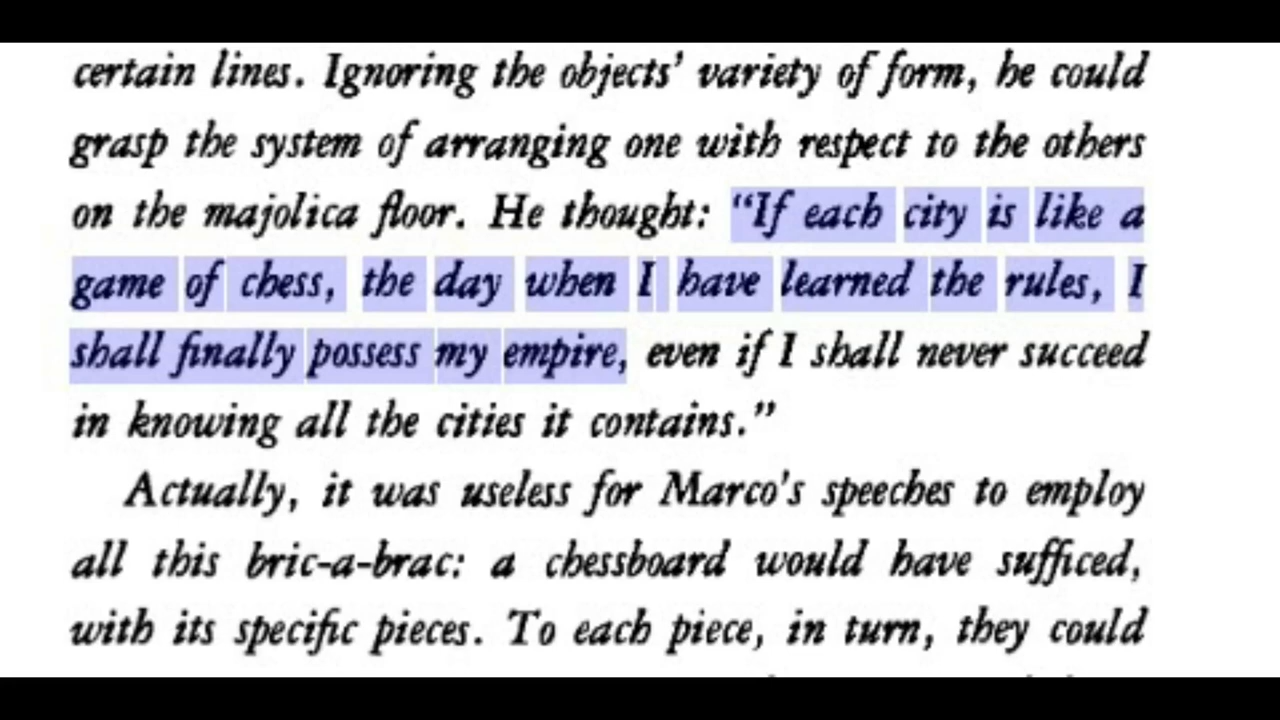 certain lines. Ignoring the objects' variety of form, he could
grasp the system of arranging one with respect to the others
on the majolica floor. He thought: “If each city is like a
game of chess, the day when I have learned the rules, I
shall finally possess my empire, even if I shall never succeed
in knowing all the cities it contains.”
Actually, it was useless for Marco's speeches to employ
all this bric-a-brac: a chessboard would have sufficed,
with its specific pieces. To each piece, in turn, they could